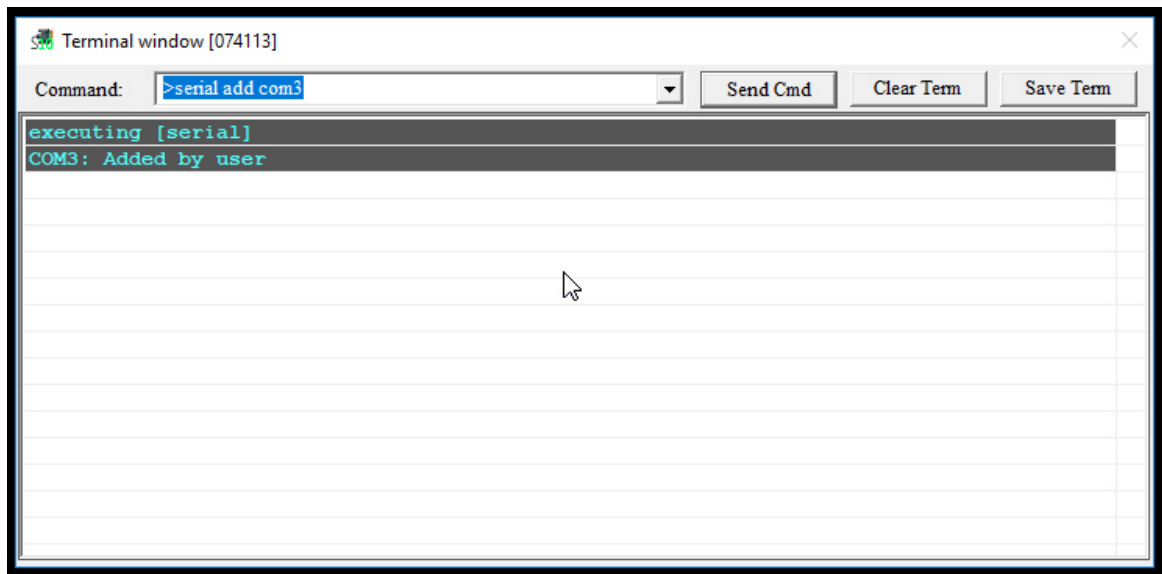 Terminal window [074113]
Command: >serial add com3 Send Cmd Clear Term Save Term
executing [serial]
COM3: Added by user